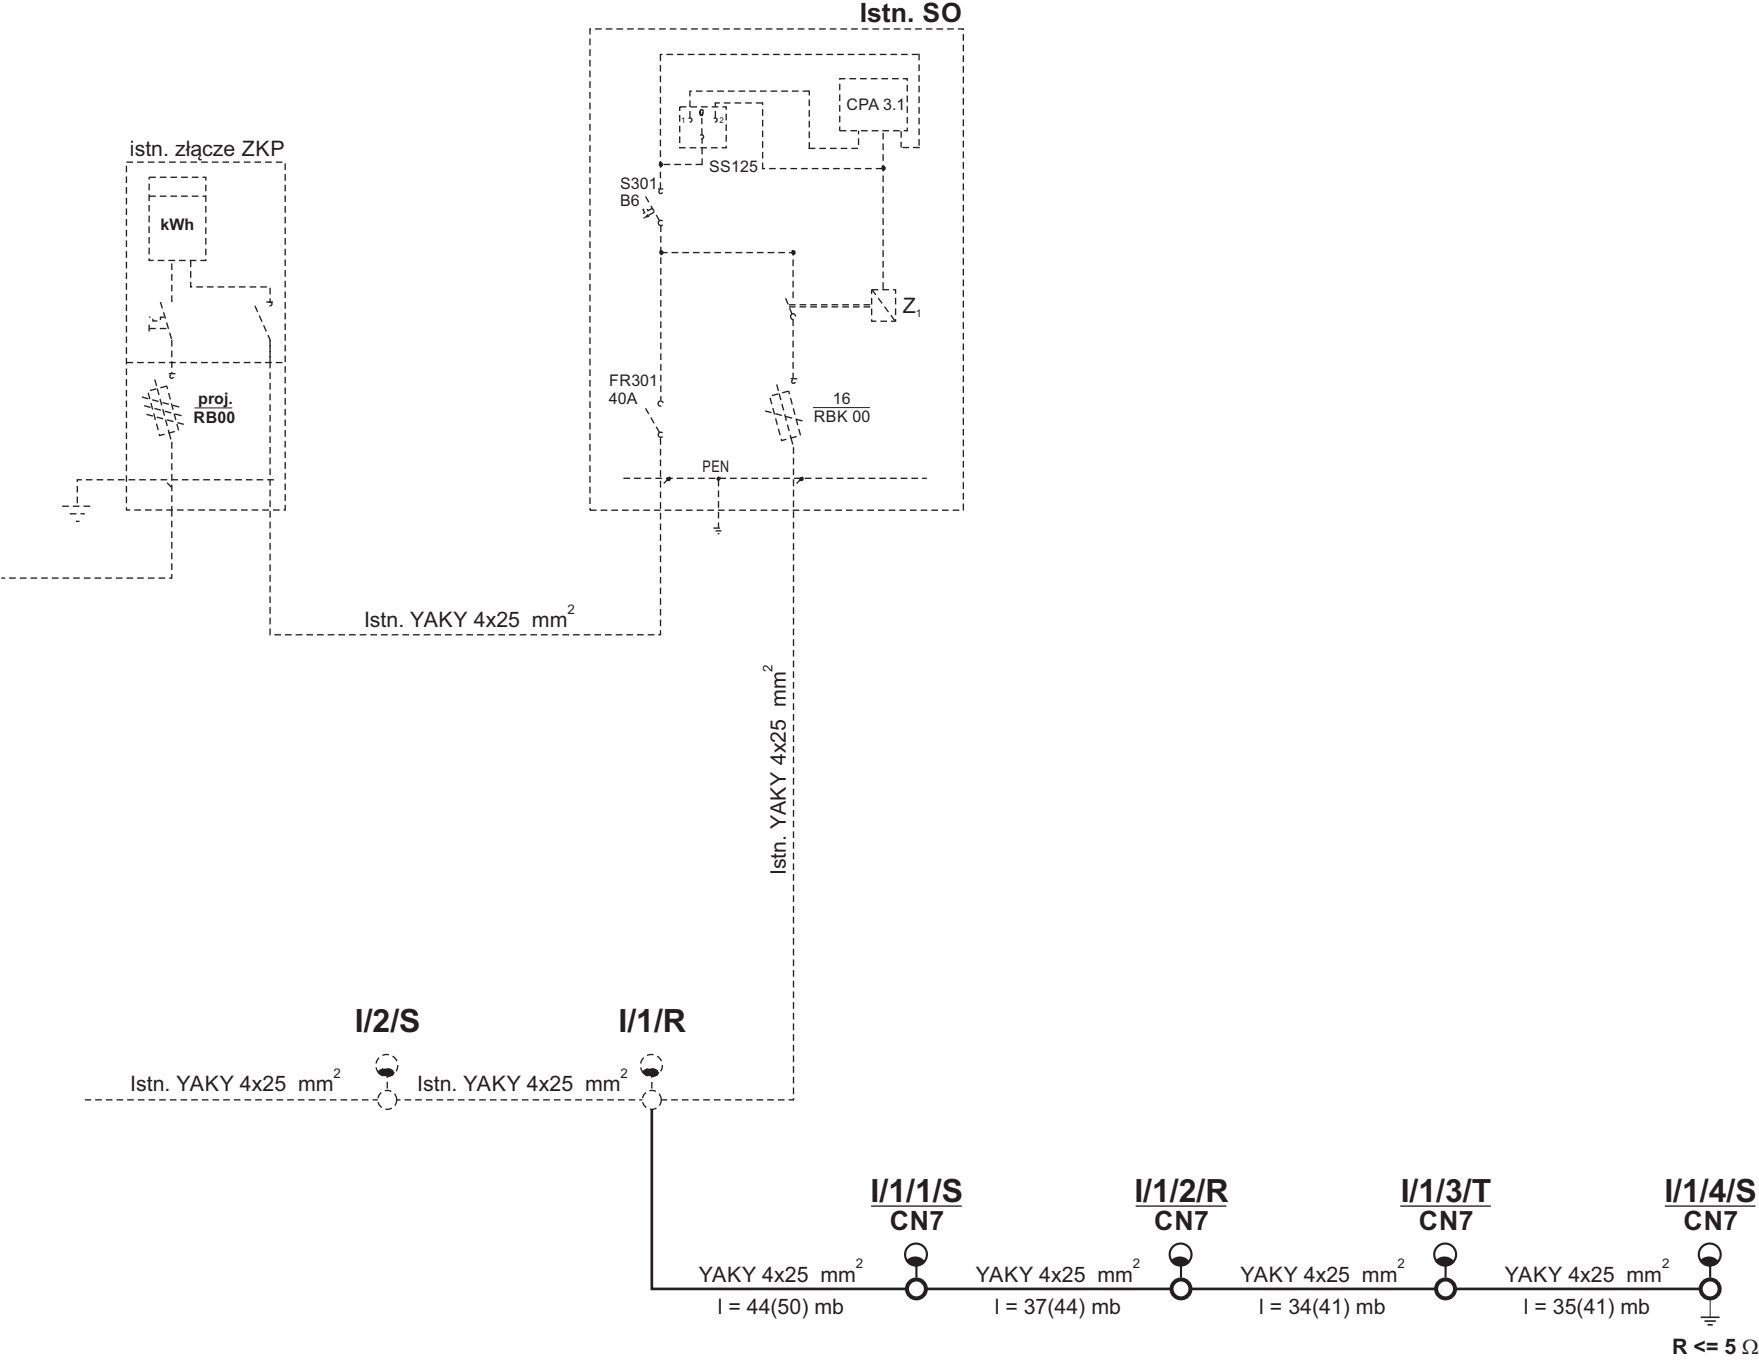 Istn. SO
CPA 3.1
1 0 2
SS125
istn. złącze ZKP
kWh
S301
B6
Z1
proj.
RB00
FR301
40A
16
RBK 00
PEN
Istn. YAKY 4x25 mm2
Istn. YAKY 4x25 mm2
I/2/S
I/1/R
Istn. YAKY 4x25 mm2
Istn. YAKY 4x25 mm2
I/1/1/S
CN7
I/1/2/R
CN7
I/1/3/T
CN7
I/1/4/S
CN7
YAKY 4x25 mm2
l = 44(50) mb
YAKY 4x25 mm2
l = 37(44) mb
YAKY 4x25 mm2
l = 34(41) mb
YAKY 4x25 mm2
l = 35(41) mb
R <= 5 Ω